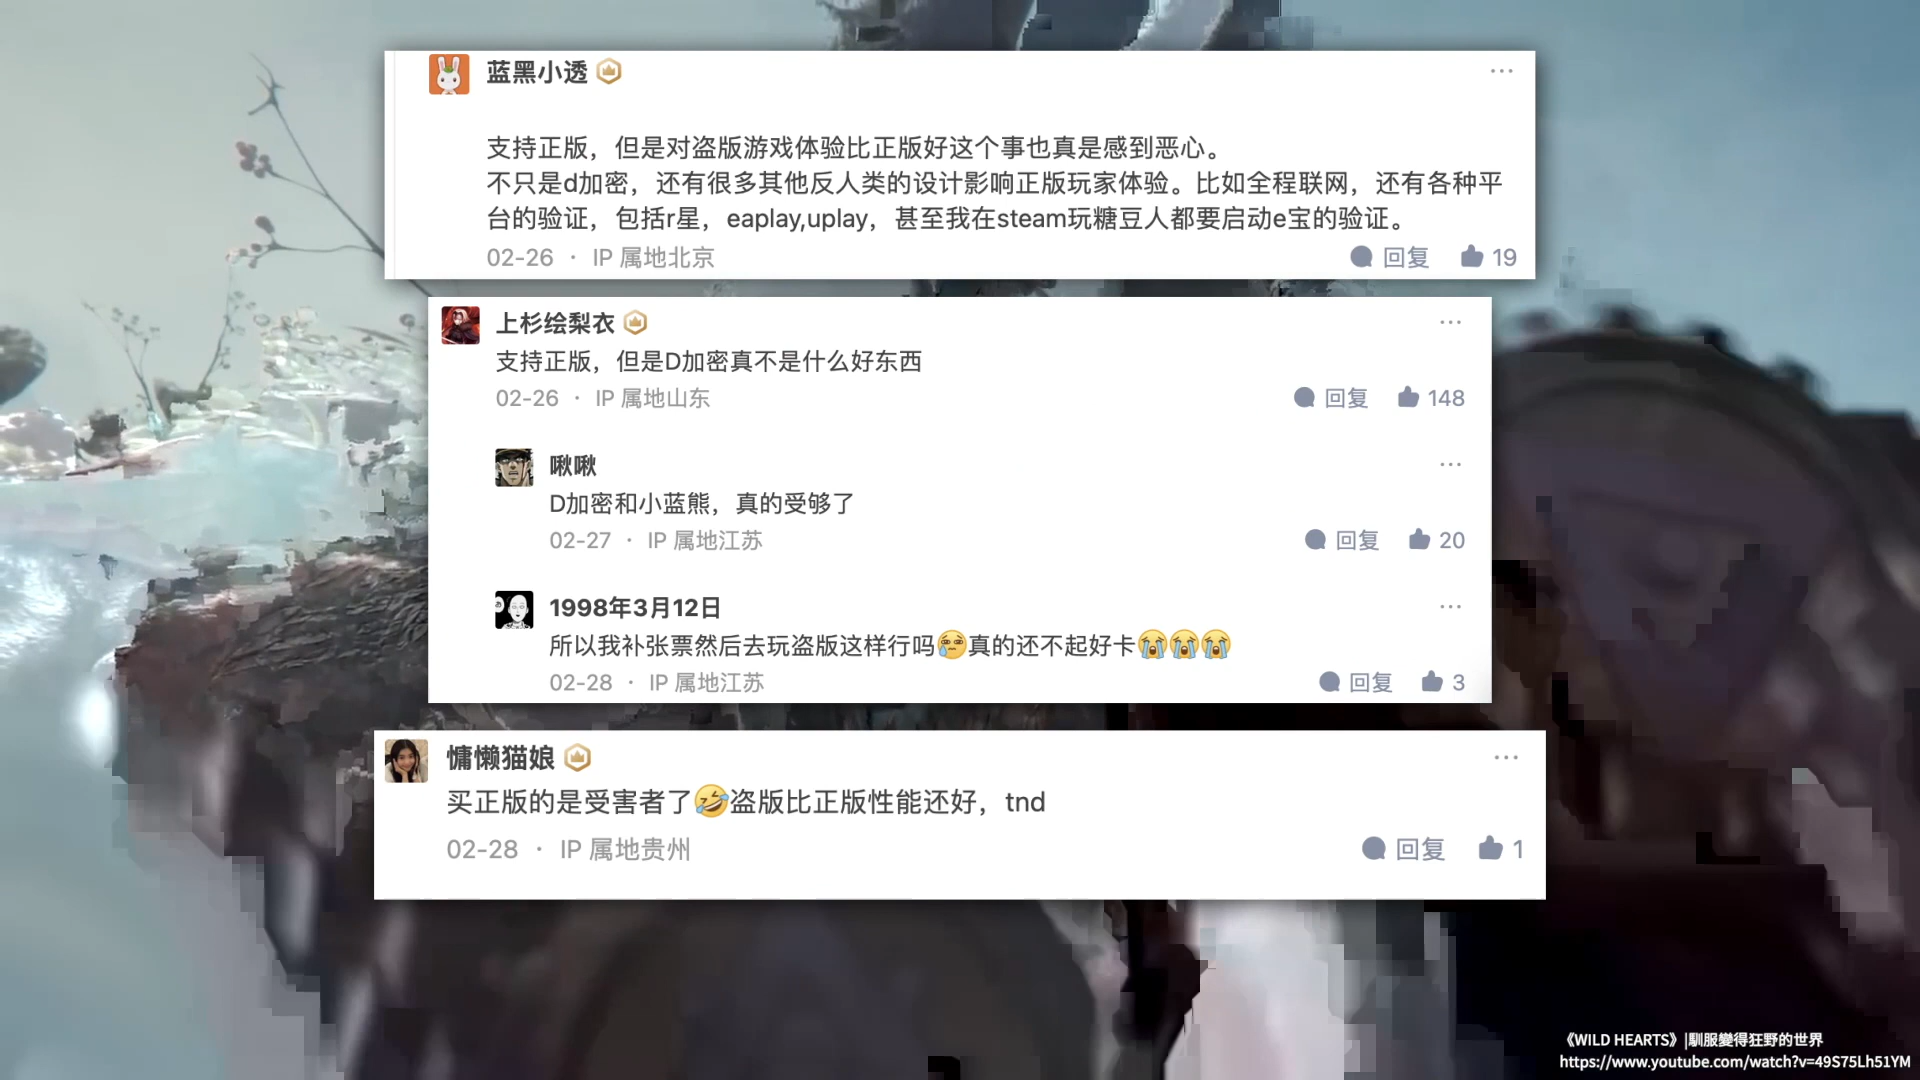 蓝黑小透
支持正版，但是对盗版游戏体验比正版好这个事也真是感到恶心。
不只是d加密，还有很多其他反人类的设计影响正版玩家体验。比如全程联网，还有各种平
台的验证，包括r星，eaplay,uplay，甚至我在steam玩糖豆人都要启动e宝的验证。
02-26 · IP 属地北京 回复 19
上杉绘梨衣
支持正版，但是D加密真不是什么好东西
02-26 · IP 属地山东 回复 148
啾啾
D加密和小蓝熊，真的受够了
02-27 · IP 属地江苏 回复 20
1998年3月12日
所以我补张票然后去玩盗版这样行吗😥真的还不起好卡😭😭😭
02-28 · IP 属地江苏 回复 3
慵懒猫娘
买正版的是受害者了🤣盗版比正版性能还好，tnd
02-28 · IP 属地贵州 回复 1
《WILD HEARTS》|馴服變得狂野的世界
https://www.youtube.com/watch?v=49S75Lh51YM